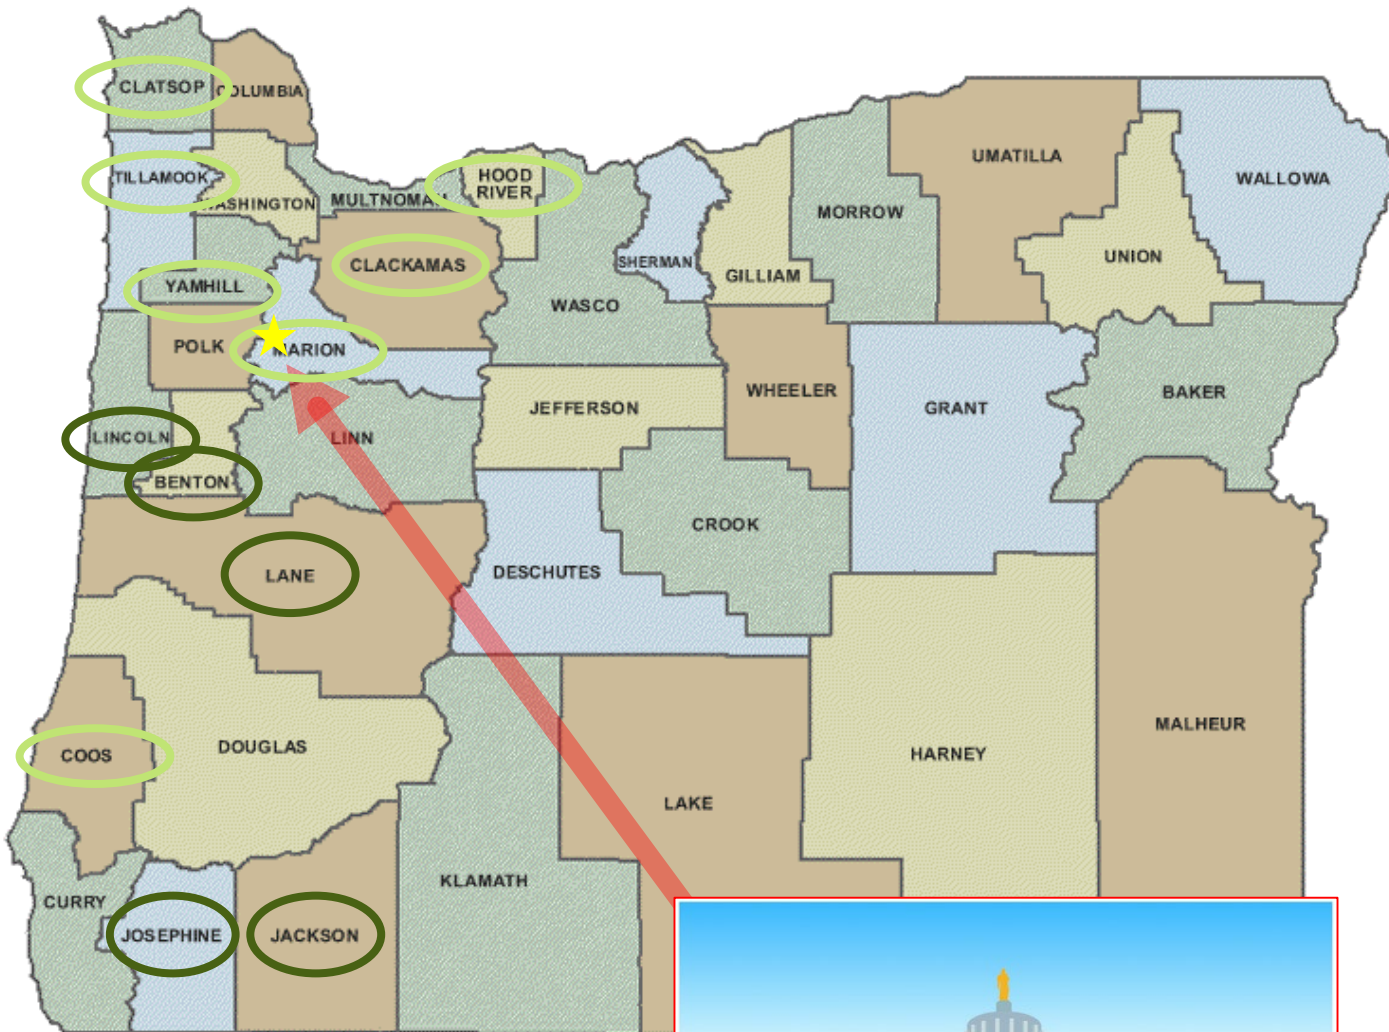 CLATSOP
COLUMBIA
TILLAMOOK
WASHINGTON
MULTNOMAH
HOOD
RIVER
CLACKAMAS
YAMHILL
POLK
MARION
WASCO
SHERMAN
GILLIAM
MORROW
UMATILLA
UNION
WALLOWA
BAKER
GRANT
WHEELER
JEFFERSON
LINN
LINCOLN
BENTON
LANE
DESCHUTES
CROOK
COOS
DOUGLAS
CURRY
JOSEPHINE
JACKSON
KLAMATH
LAKE
HARNEY
MALHEUR